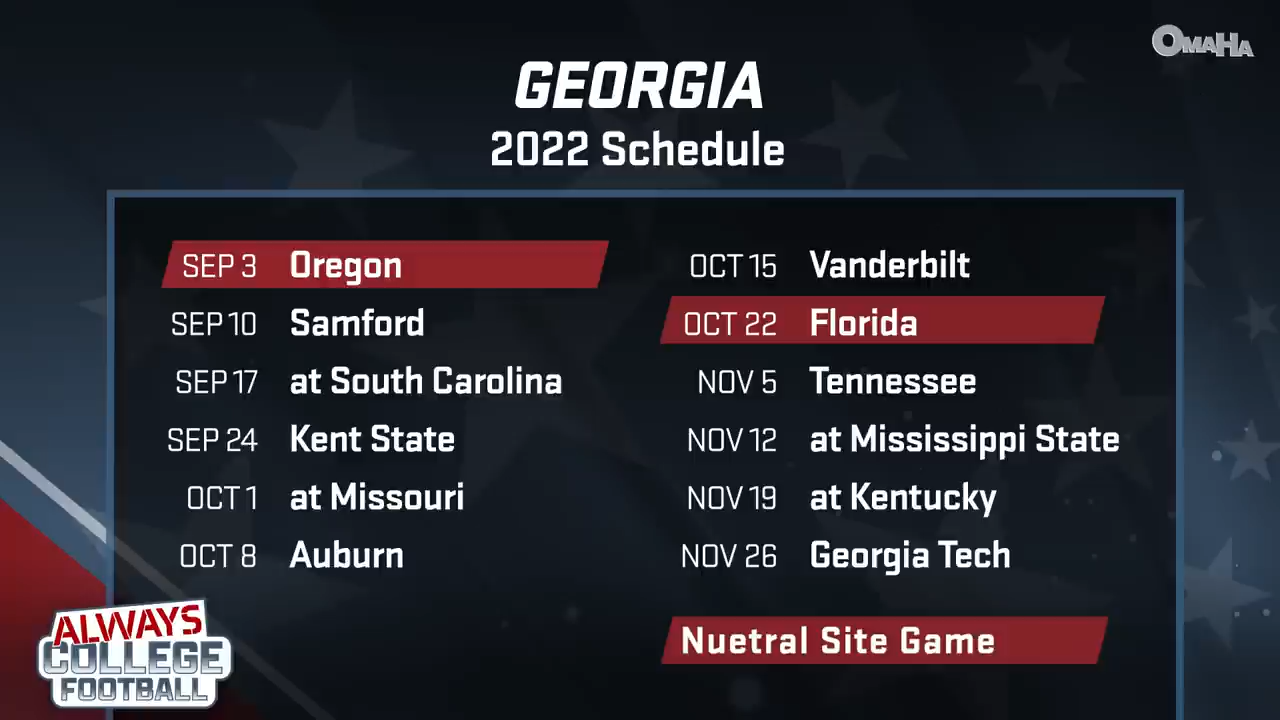 OMAHA
GEORGIA
2022 Schedule
SEP 3 Oregon
SEP 10 Samford
SEP 17 at South Carolina
SEP 24 Kent State
OCT 1 at Missouri
OCT 8 Auburn
OCT 15 Vanderbilt
OCT 22 Florida
NOV 5 Tennessee
NOV 12 at Mississippi State
NOV 19 at Kentucky
NOV 26 Georgia Tech
Nuetral Site Game
ALWAYS
COLLEGE
FOOTBALL